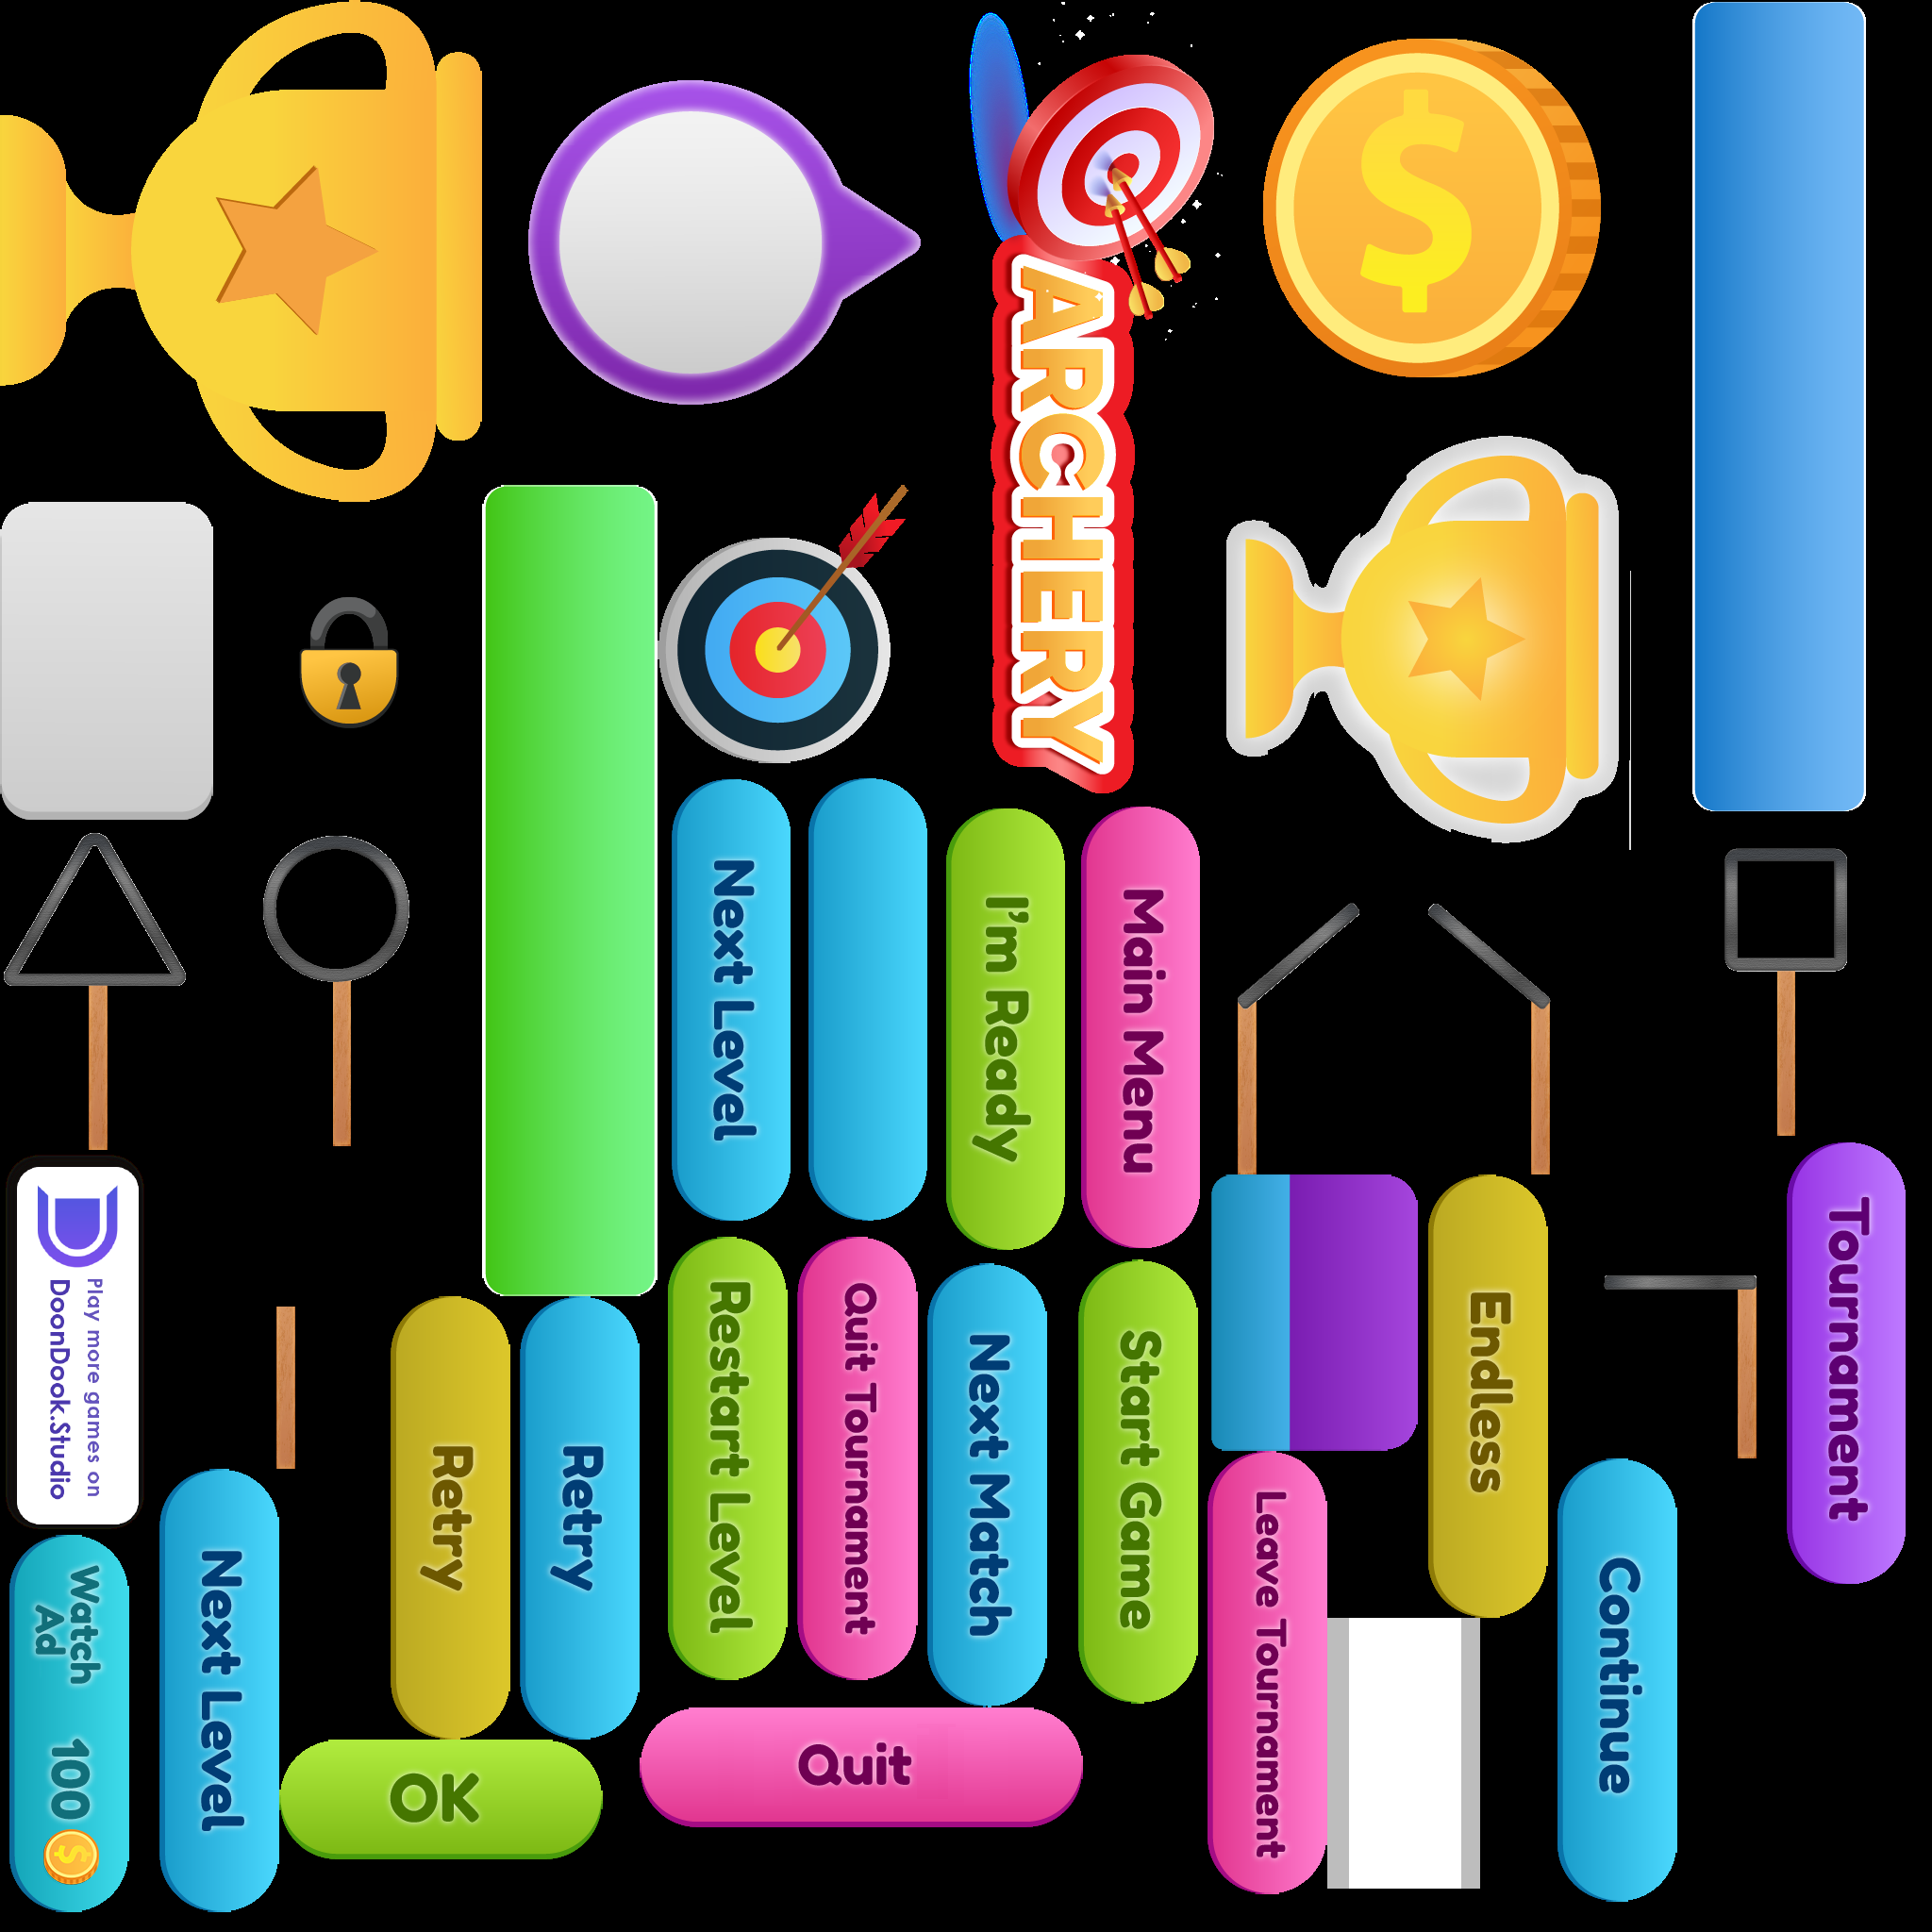 $
ARCHERY
Next Level
I'm Ready
Main Menu
Play more games on
DoonDook.Studio
Retry
Retry
Restart Level
Quit Tournament
Next Match
Start Game
Endless
Tournament
Watch
Ad
1000
$
Next Level
OK
Quit
Leave Tournament
Continue